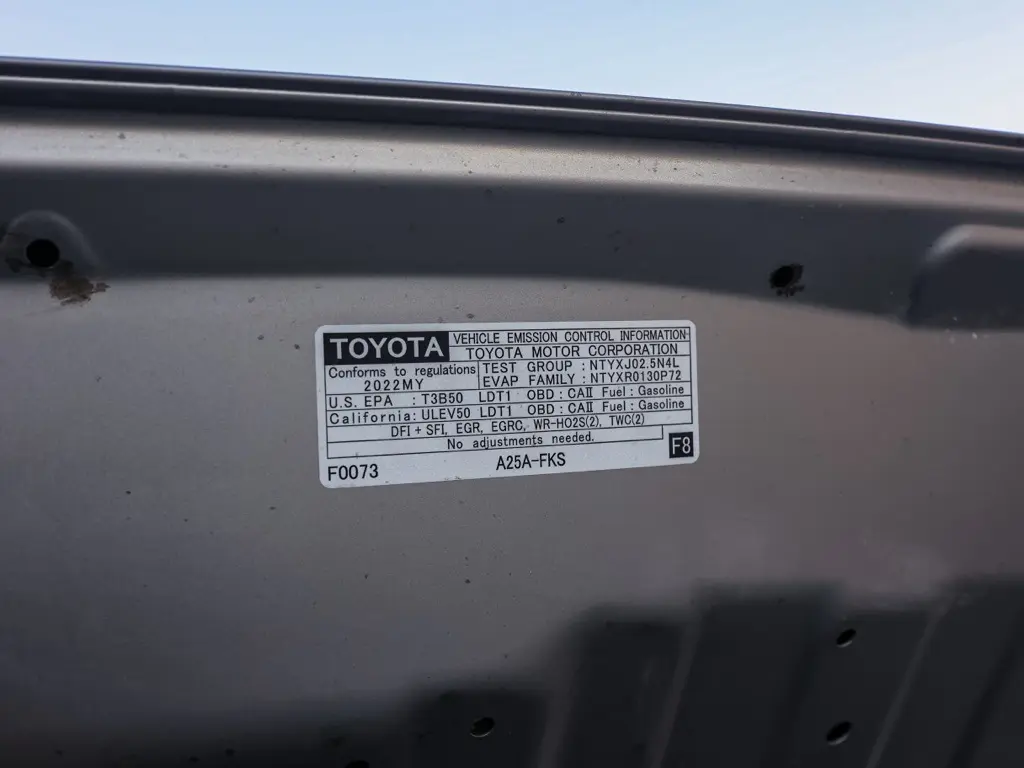 TOYOTA VEHICLE EMISSION CONTROL INFORMATION
TOYOTA MOTOR CORPORATION
Conforms to regulations TEST GROUP : NTYXJ02.5N4L
2022MY EVAP FAMILY : NTYXR0130P72
U.S. EPA : T3B50 LDT1 OBD : CAII Fuel : Gasoline
California: ULEV50 LDT1 OBD : CAII Fuel : Gasoline
DFI + SFI, EGR, EGRC, WR-HO2S(2), TWC(2)
No adjustments needed.
F0073 A25A-FKS F8